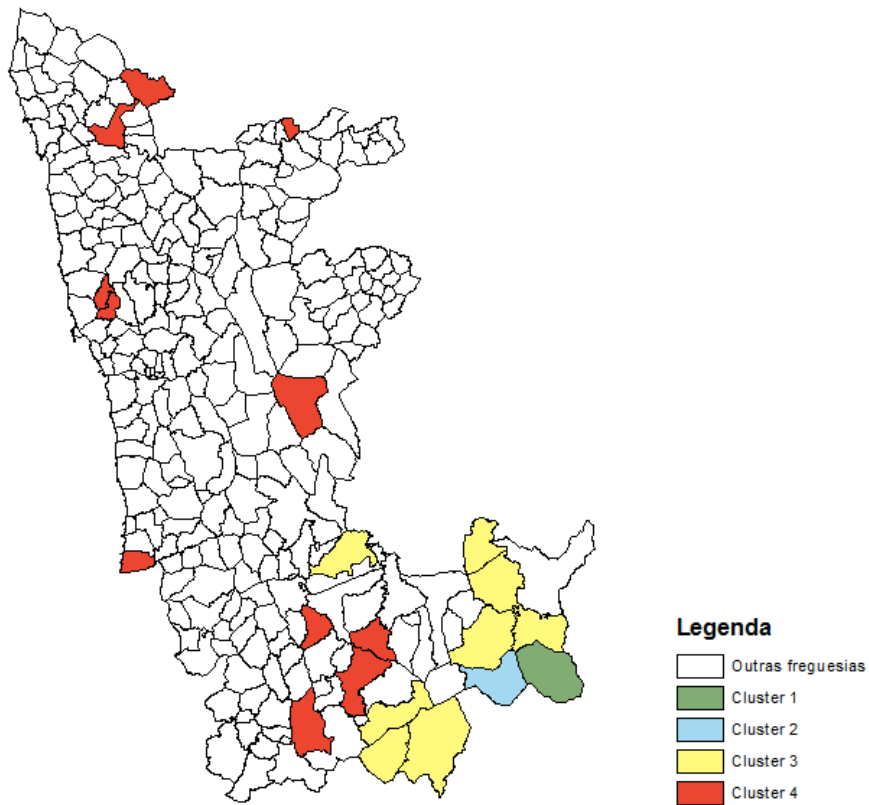 Legenda
Outras freguesias
Cluster 1
Cluster 2
Cluster 3
Cluster 4